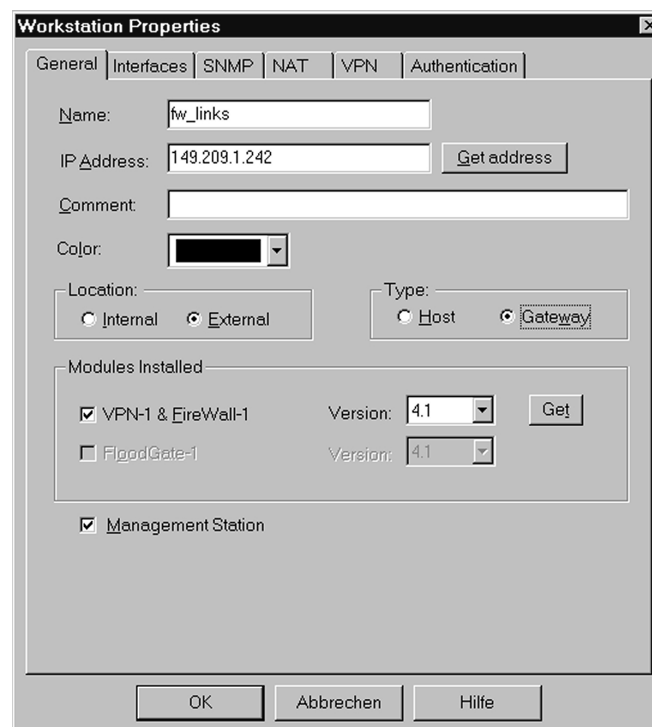 Workstation Properties
General Interfaces SNMP NAT VPN Authentication
Name: fw_links
IP Address: 149.209.1.242 Get address
Comment:
Color:
Location: Type:
Internal External Host Gateway
Modules Installed
VPN-1 & FireWall-1 Version: 4.1 Get
FloodGate-1 Version: 4.1
Management Station
OK Abbrechen Hilfe